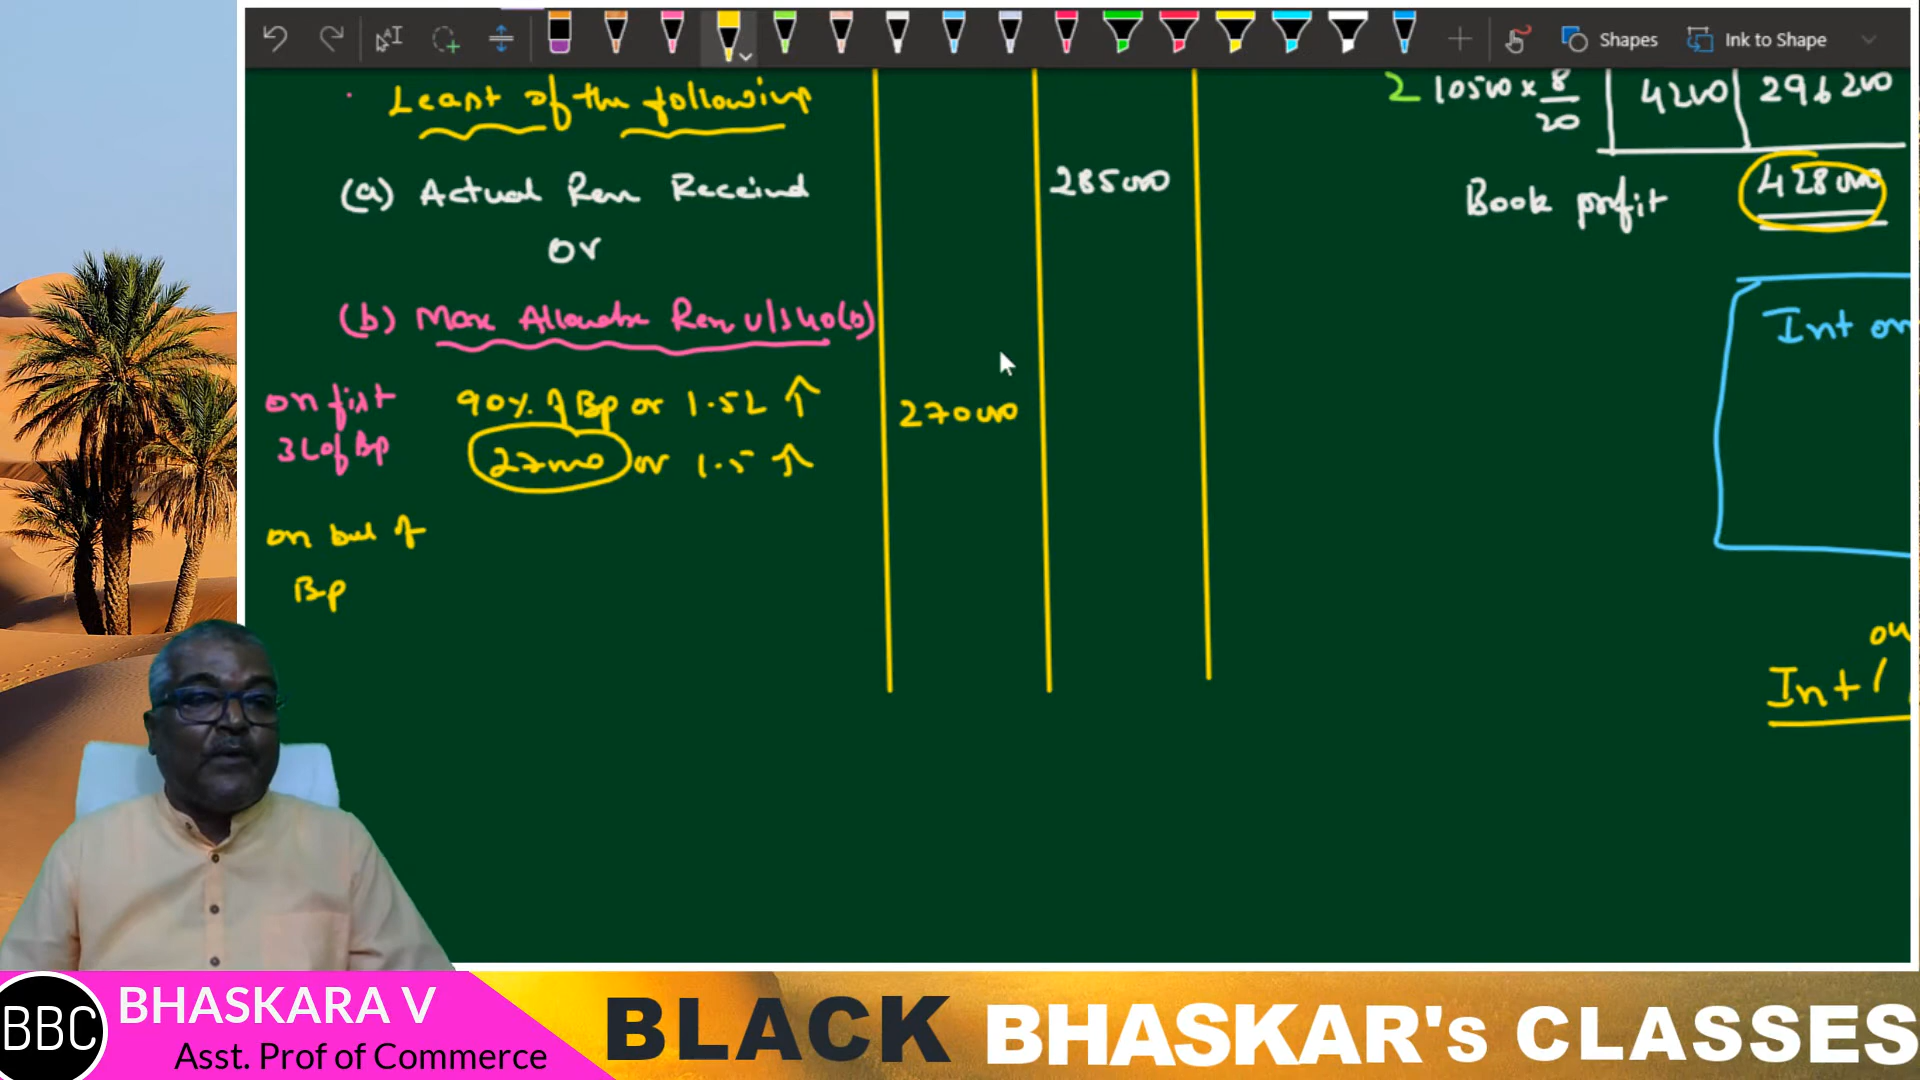 Shapes
Ink to Shape
Least of the following
(a) Actual Rem Received
285000
or
(b) Max Allowable Rem u/s 40(b)
on first
3L of Bp
90% of Bp or 1.5L ↑
270000
270000 or 1.5 ↑
on bal of
Bp
2 10500 × 8/20
4200
296200
Book profit
428000
Int on
Int
BBC
BHASKARA V
Asst. Prof of Commerce
BLACK BHASKAR's CLASSES